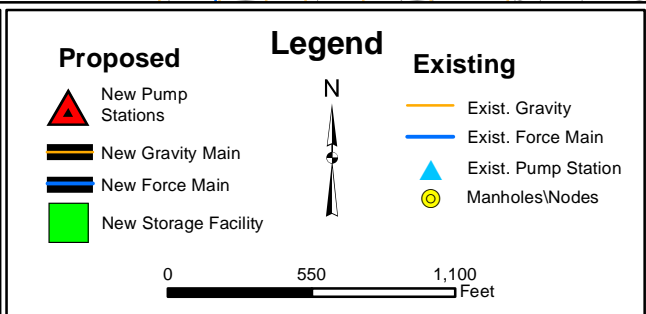 Legend
Proposed
New Pump
Stations
New Gravity Main
New Force Main
New Storage Facility
N
Existing
Exist. Gravity
Exist. Force Main
Exist. Pump Station
Manholes\Nodes
0 550 1,100
Feet